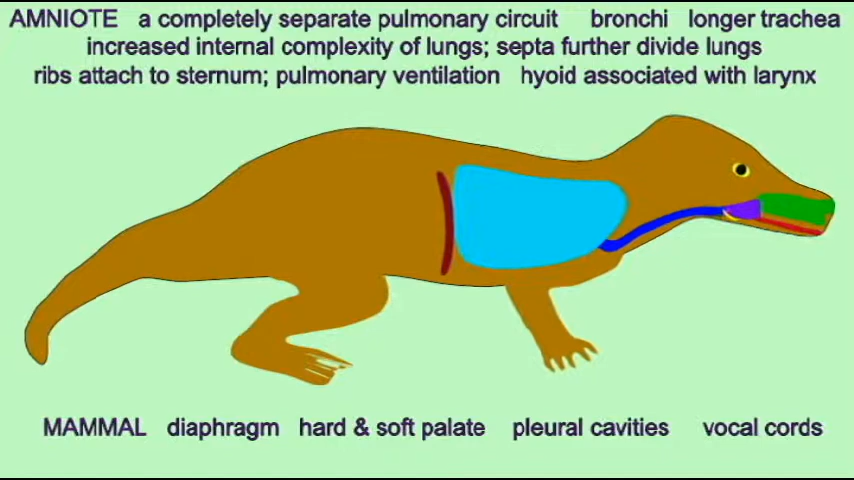 AMNIOTE a completely separate pulmonary circuit bronchi longer trachea
increased internal complexity of lungs; septa further divide lungs
ribs attach to sternum; pulmonary ventilation hyoid associated with larynx
MAMMAL diaphragm hard & soft palate pleural cavities vocal cords